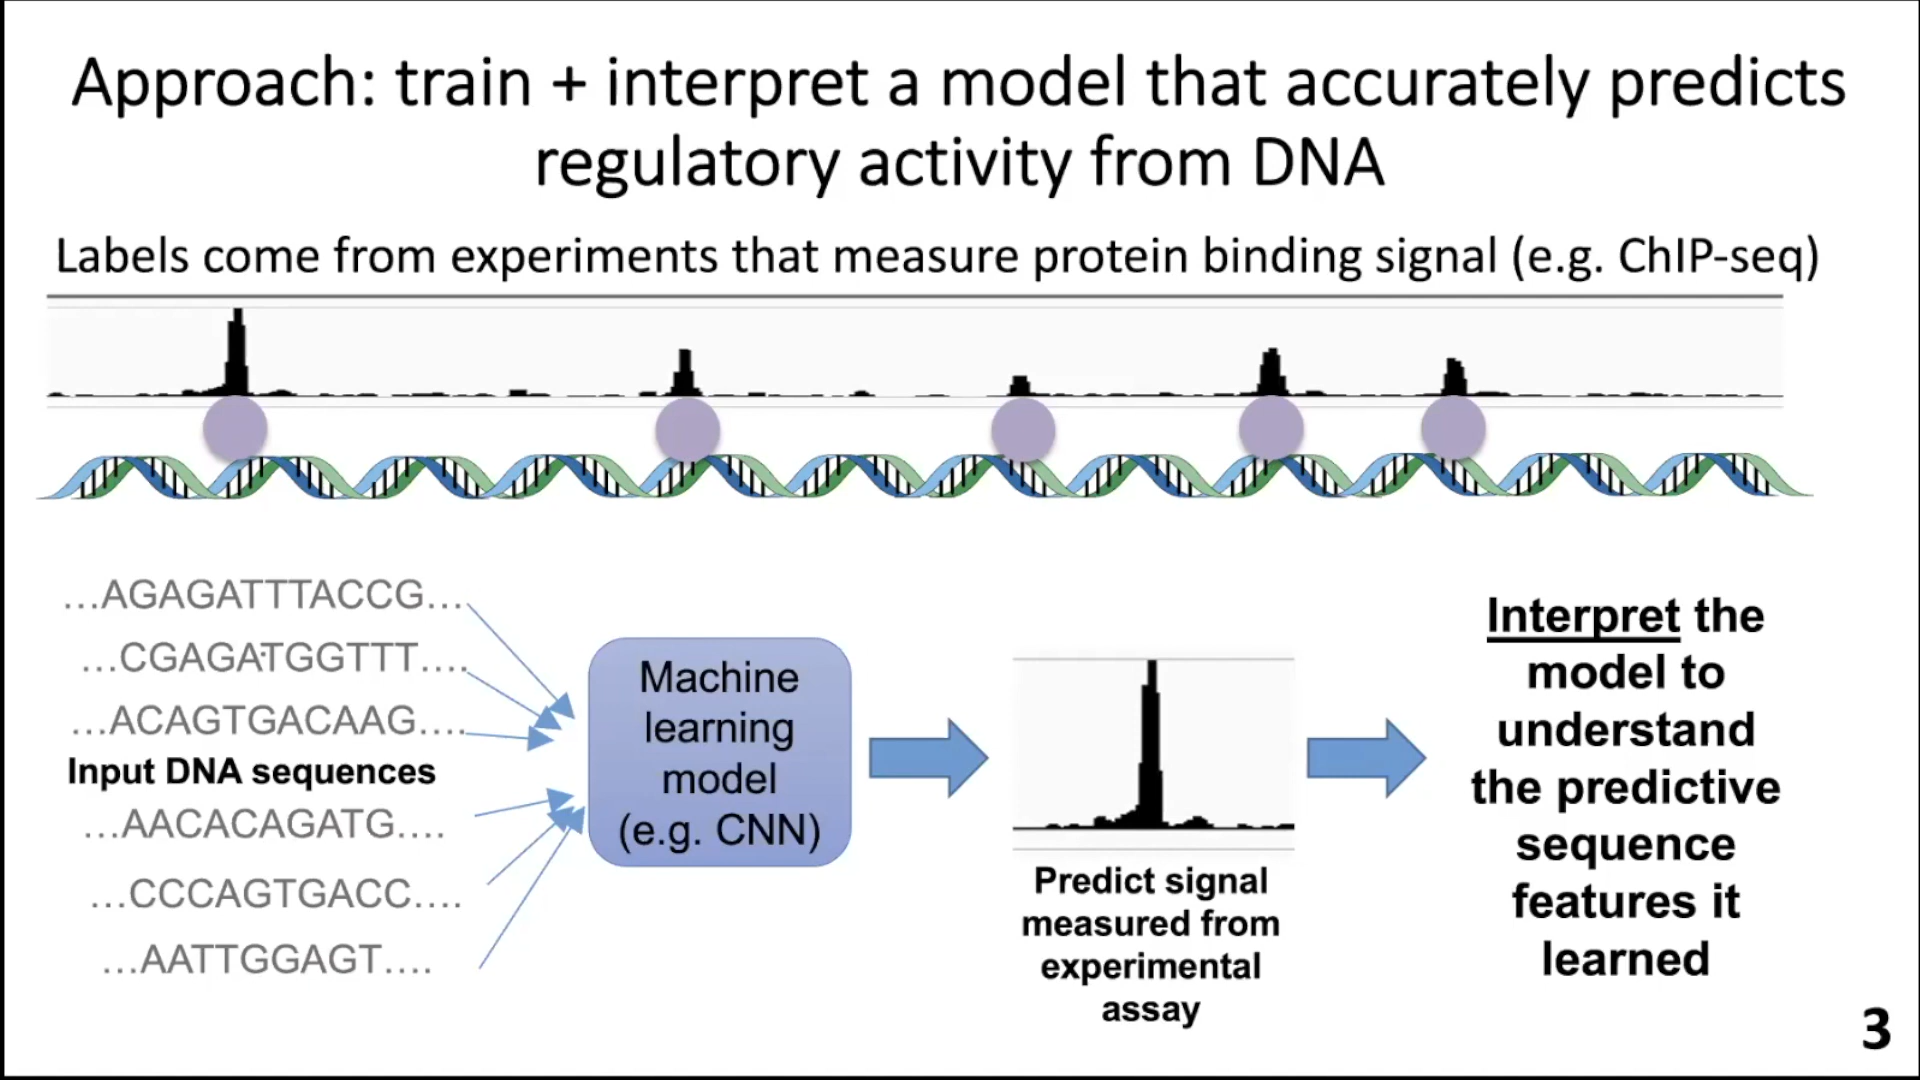 Approach: train + interpret a model that accurately predicts
regulatory activity from DNA
Labels come from experiments that measure protein binding signal (e.g. ChIP-seq)
...AGAGATTTACCG...
...CGAGATGGTTT....
...ACAGTGACAAG....
Input DNA sequences
...AACACAGATG....
...CCCAGTGACC....
...AATTGGAGT....
Machine
learning
model
(e.g. CNN)
Predict signal
measured from
experimental
assay
Interpret the
model to
understand
the predictive
sequence
features it
learned
3